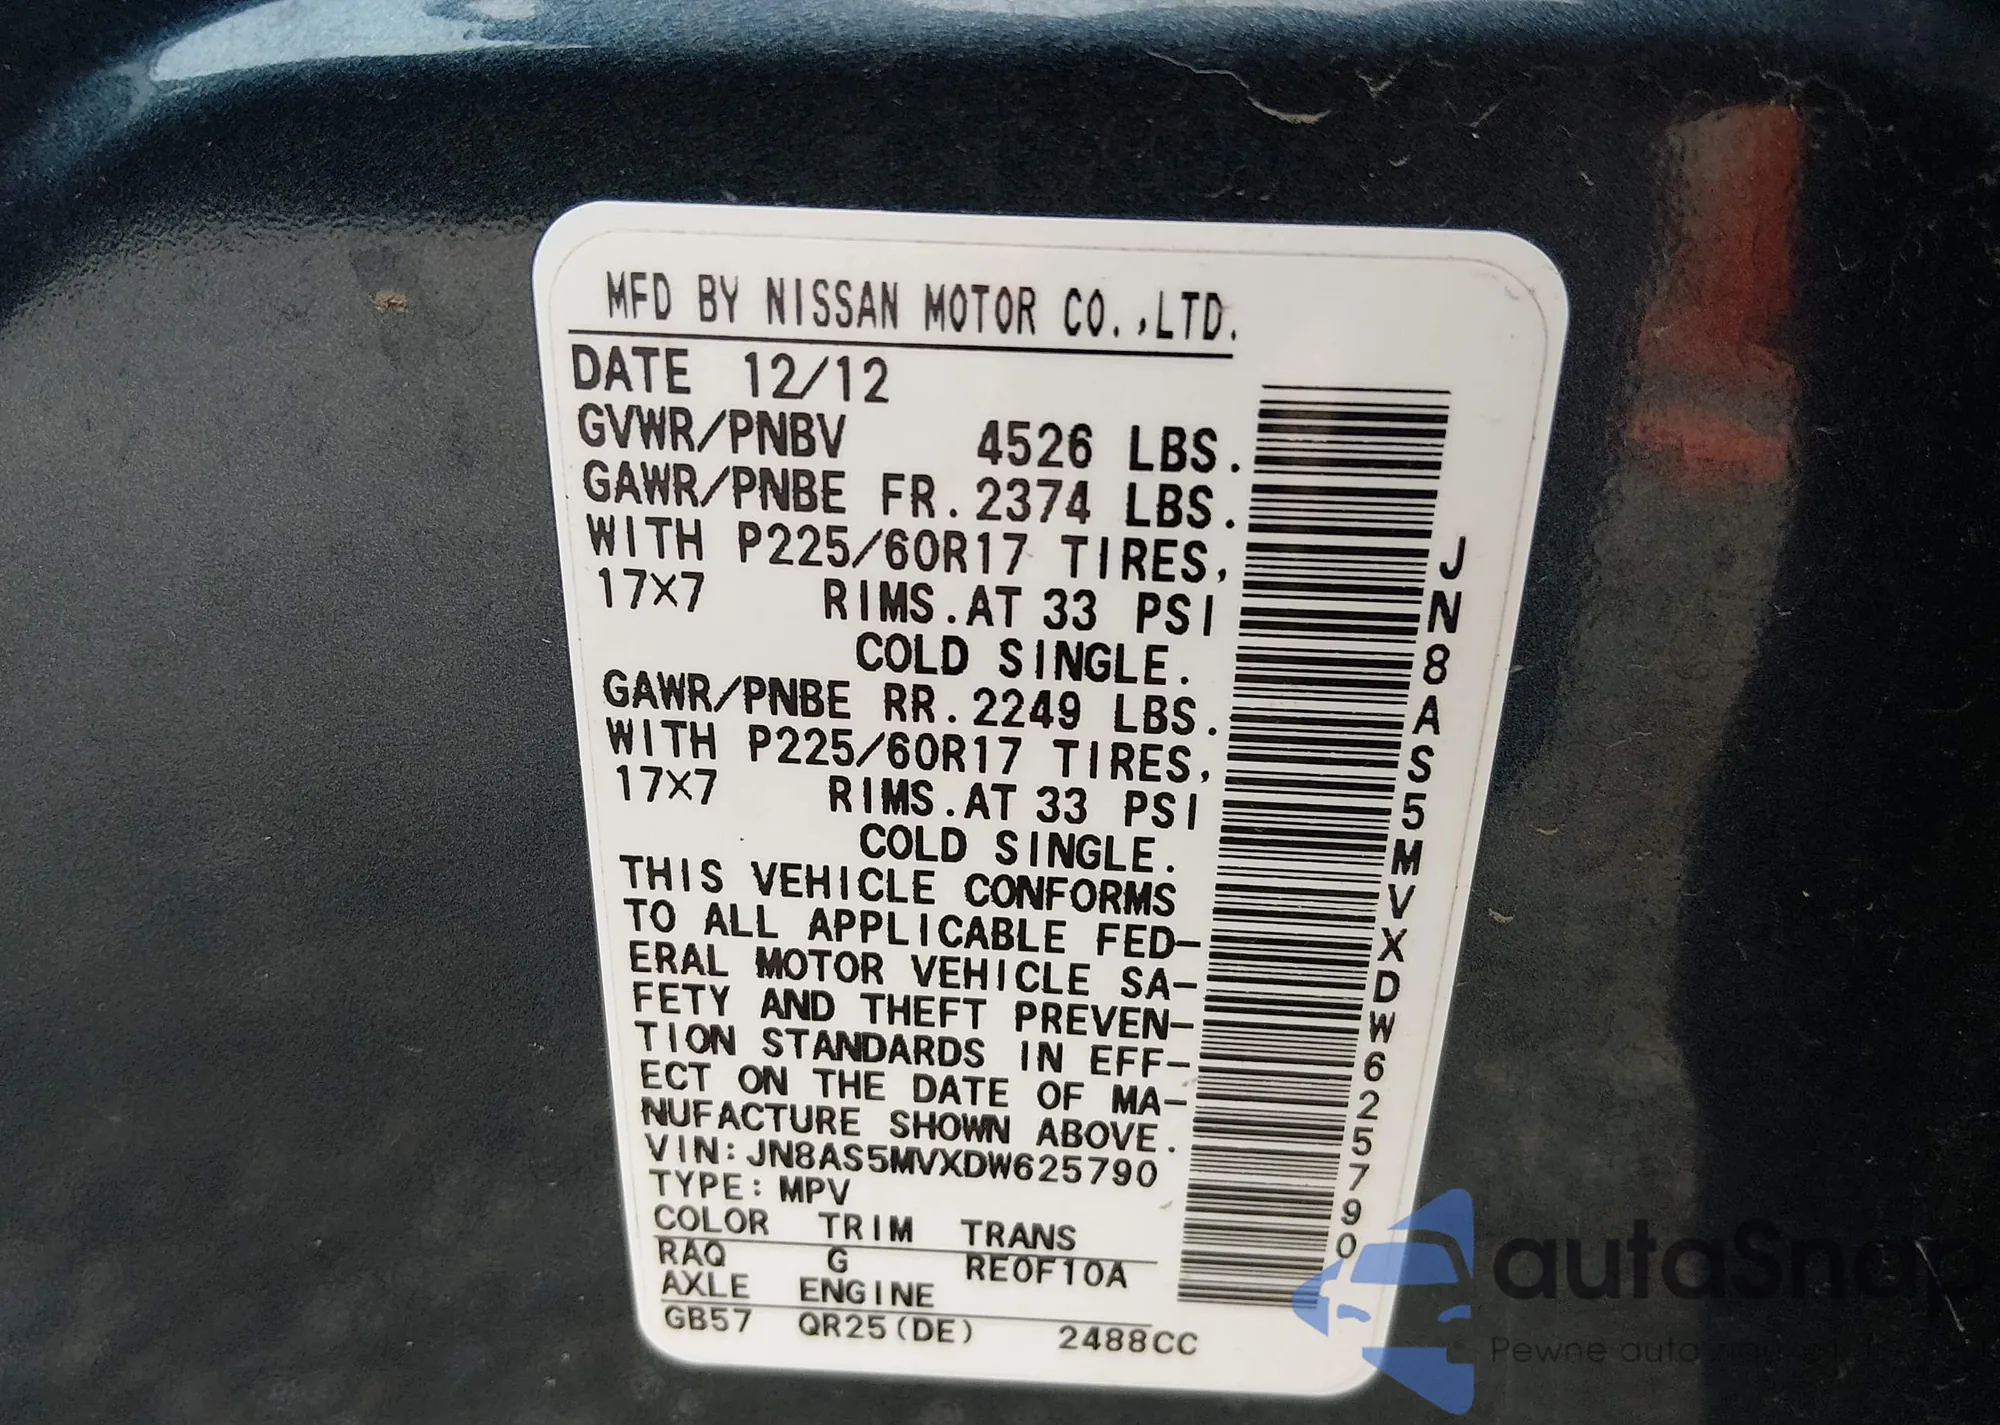 MFD BY NISSAN MOTOR CO.,LTD.
DATE 12/12
GVWR/PNBV 4526 LBS.
GAWR/PNBE FR. 2374 LBS.
WITH P225/60R17 TIRES,
17X7 RIMS.AT 33 PSI
COLD SINGLE.
GAWR/PNBE RR. 2249 LBS.
WITH P225/60R17 TIRES,
17X7 RIMS.AT 33 PSI
COLD SINGLE.
THIS VEHICLE CONFORMS
TO ALL APPLICABLE FED-
ERAL MOTOR VEHICLE SA-
FETY AND THEFT PREVEN-
TION STANDARDS IN EFF-
ECT ON THE DATE OF MA-
NUFACTURE SHOWN ABOVE.
VIN: JN8AS5MVXDW625790
TYPE: MPV
COLOR TRIM TRANS
RAQ G RE0F10A
AXLE ENGINE
GB57 QR25(DE) 2488CC
JN8AS5MVXDW625790
autaSnap
Pewne auto